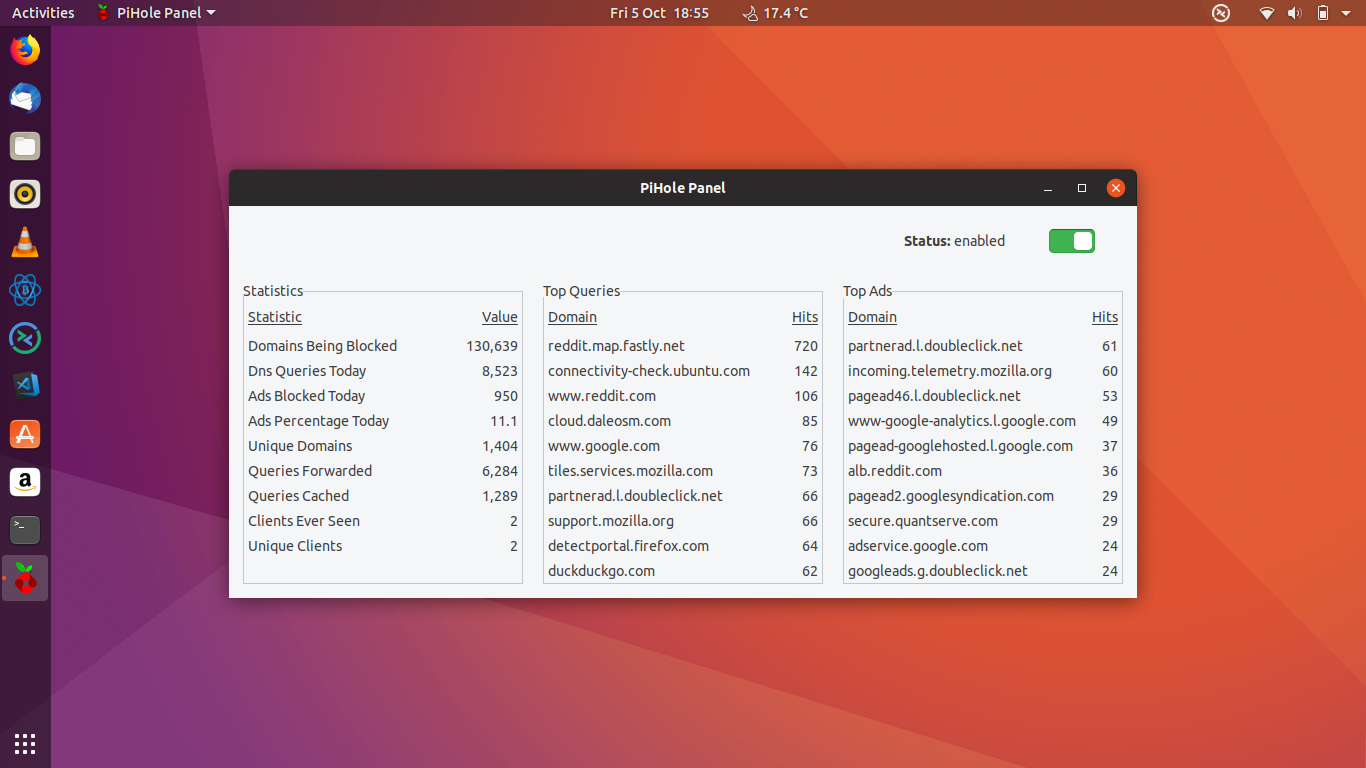 Activities PiHole Panel Fri 5 Oct 18:55 17.4 °C
PiHole Panel
Status: enabled
Statistics
Statistic Value
Domains Being Blocked 130,639
Dns Queries Today 8,523
Ads Blocked Today 950
Ads Percentage Today 11.1
Unique Domains 1,404
Queries Forwarded 6,284
Queries Cached 1,289
Clients Ever Seen 2
Unique Clients 2
Top Queries
Domain Hits
reddit.map.fastly.net 720
connectivity-check.ubuntu.com 142
www.reddit.com 106
cloud.daleosm.com 85
www.google.com 76
tiles.services.mozilla.com 73
partnerad.l.doubleclick.net 66
support.mozilla.org 66
detectportal.firefox.com 64
duckduckgo.com 62
Top Ads
Domain Hits
partnerad.l.doubleclick.net 61
incoming.telemetry.mozilla.org 60
pagead46.l.doubleclick.net 53
www-google-analytics.l.google.com 49
pagead-googlehosted.l.google.com 37
alb.reddit.com 36
pagead2.googlesyndication.com 29
secure.quantserve.com 29
adservice.google.com 24
googleads.g.doubleclick.net 24